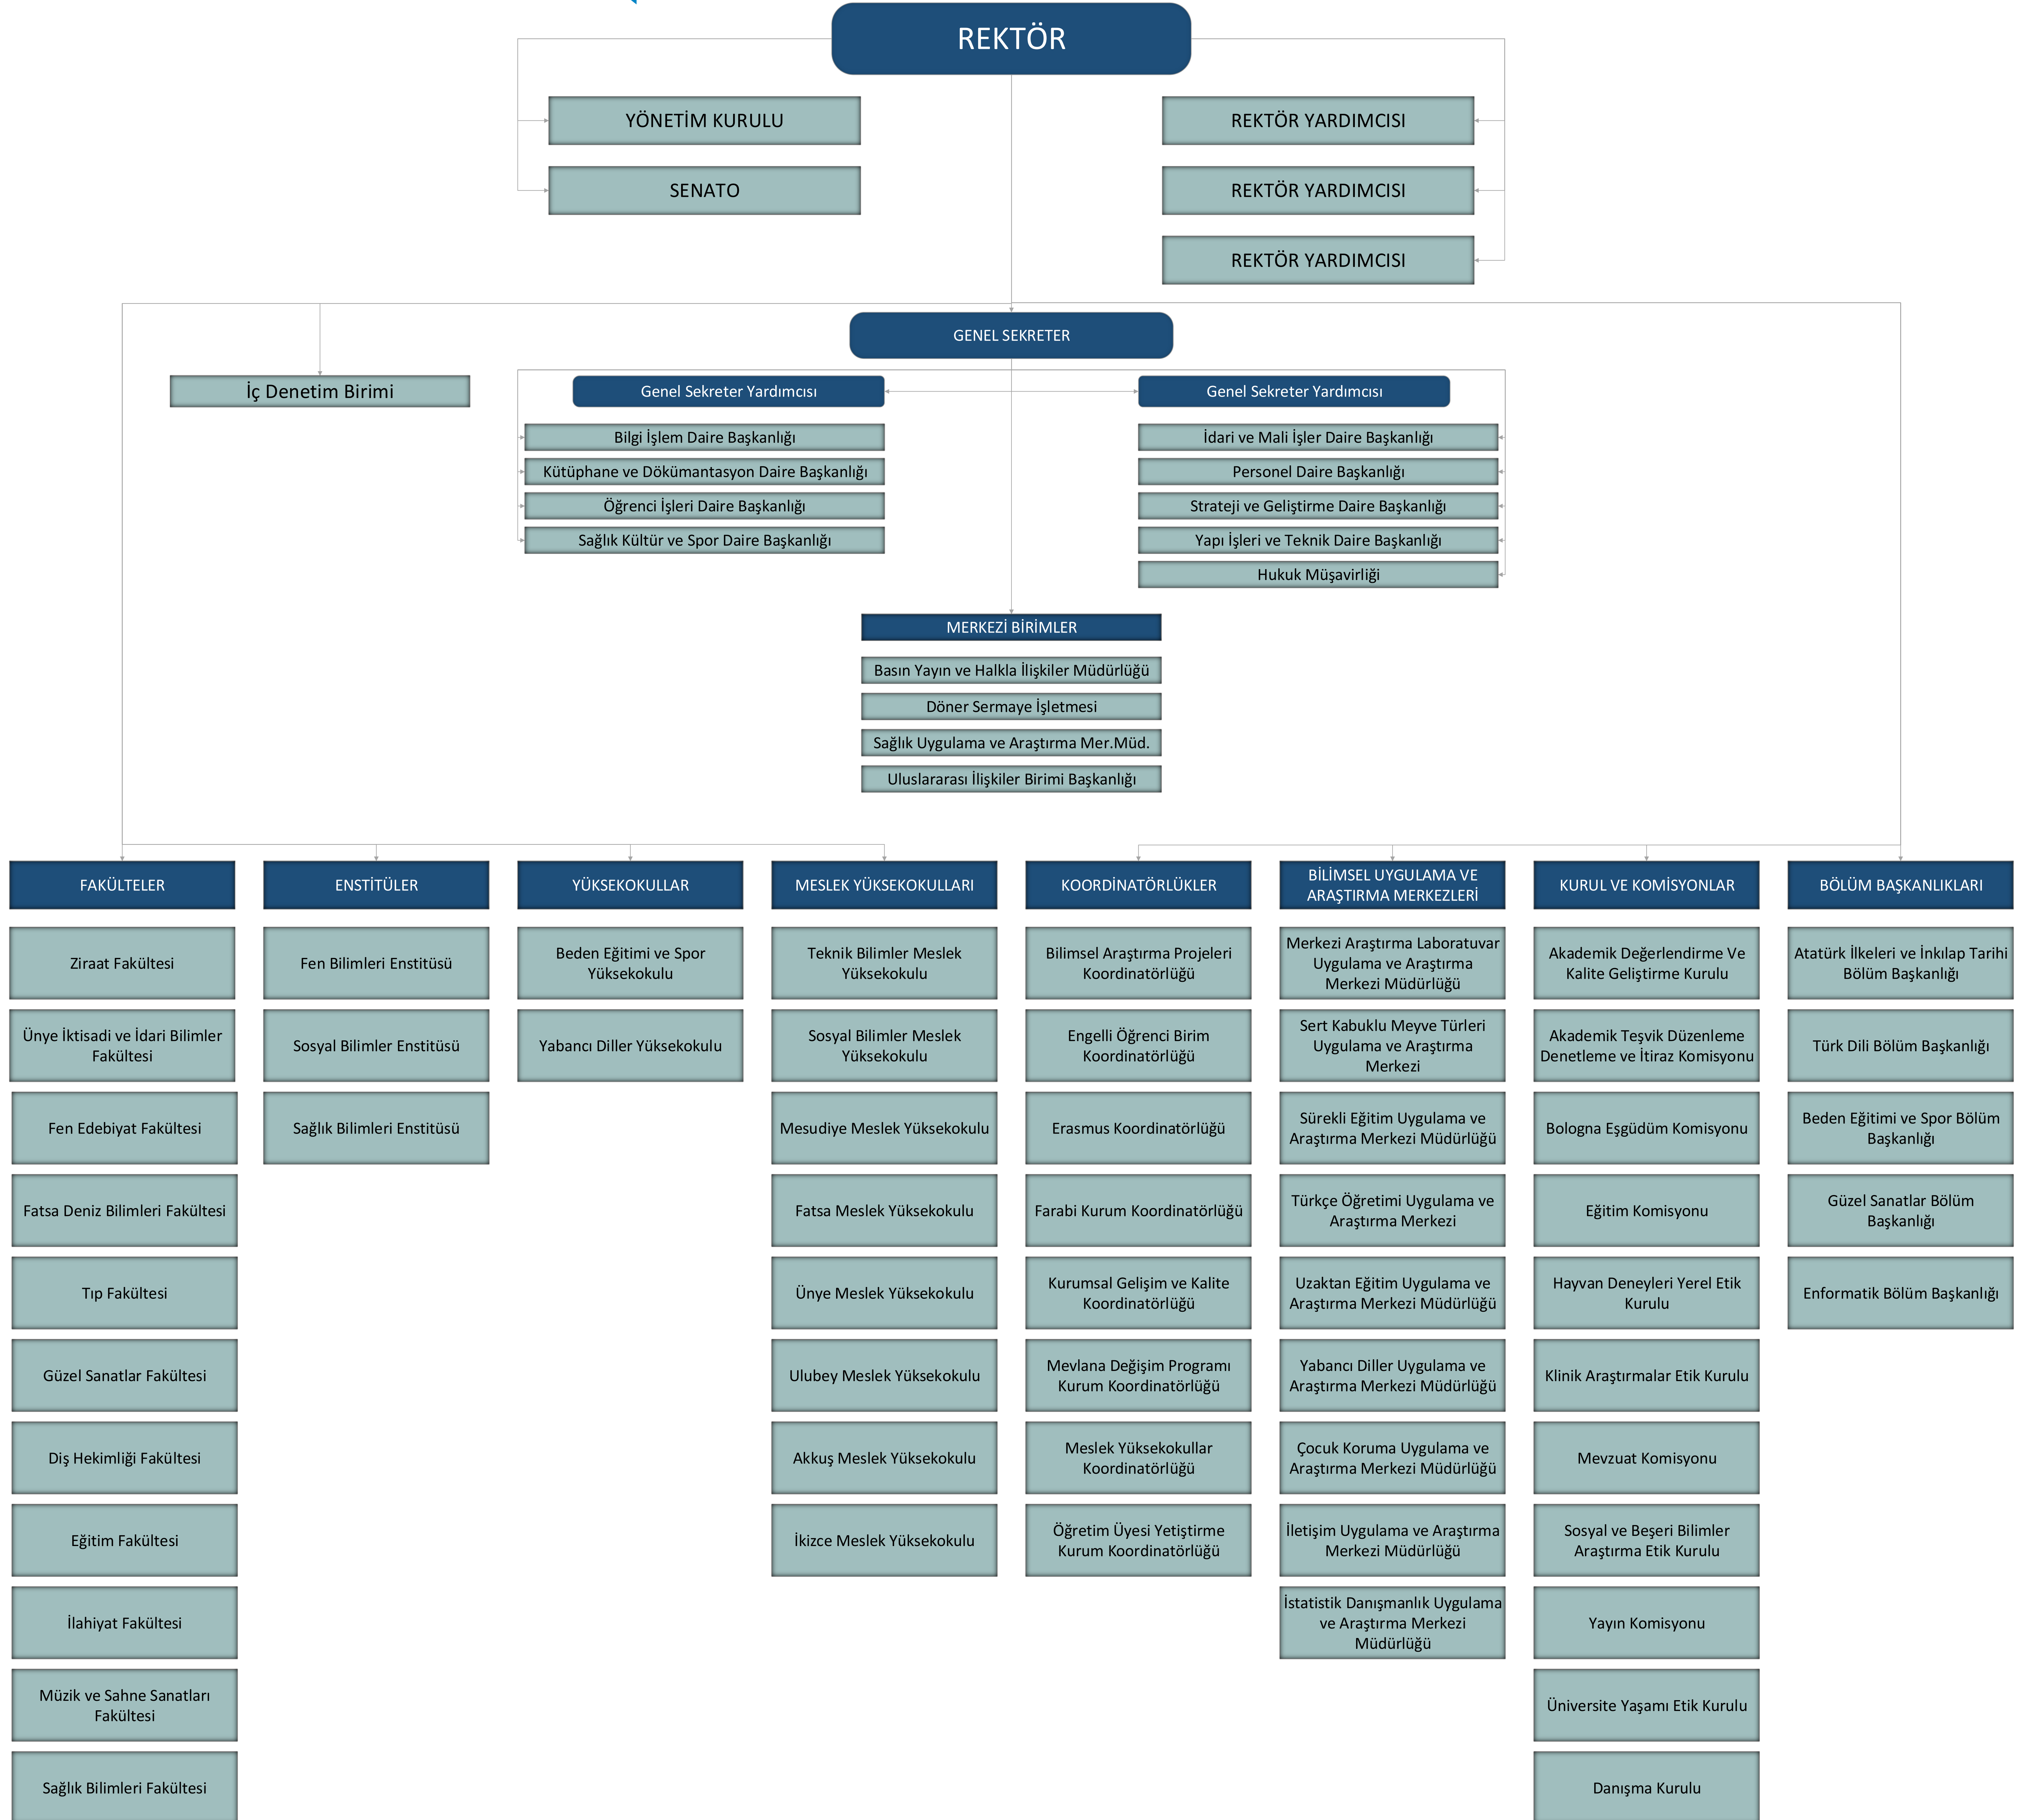 REKTÖR
YÖNETİM KURULU
SENATO
REKTÖR YARDIMCISI
REKTÖR YARDIMCISI
REKTÖR YARDIMCISI
GENEL SEKRETER
İç Denetim Birimi
Genel Sekreter Yardımcısı
Bilgi İşlem Daire Başkanlığı
Kütüphane ve Dökümantasyon Daire Başkanlığı
Öğrenci İşleri Daire Başkanlığı
Sağlık Kültür ve Spor Daire Başkanlığı
Genel Sekreter Yardımcısı
İdari ve Mali İşler Daire Başkanlığı
Personel Daire Başkanlığı
Strateji ve Geliştirme Daire Başkanlığı
Yapı İşleri ve Teknik Daire Başkanlığı
Hukuk Müşavirliği
MERKEZİ BİRİMLER
Basın Yayın ve Halkla İlişkiler Müdürlüğü
Döner Sermaye İşletmesi
Sağlık Uygulama ve Araştırma Mer.Müd.
Uluslararası İlişkiler Birimi Başkanlığı
FAKÜLTELER
Ziraat Fakültesi
Ünye İktisadi ve İdari Bilimler
Fakültesi
Fen Edebiyat Fakültesi
Fatsa Deniz Bilimleri Fakültesi
Tıp Fakültesi
Güzel Sanatlar Fakültesi
Diş Hekimliği Fakültesi
Eğitim Fakültesi
İlahiyat Fakültesi
Müzik ve Sahne Sanatları
Fakültesi
Sağlık Bilimleri Fakültesi
ENSTİTÜLER
Fen Bilimleri Enstitüsü
Sosyal Bilimler Enstitüsü
Sağlık Bilimleri Enstitüsü
YÜKSEKOKULLAR
Beden Eğitimi ve Spor
Yüksekokulu
Yabancı Diller Yüksekokulu
MESLEK YÜKSEKOKULLARI
Teknik Bilimler Meslek
Yüksekokulu
Sosyal Bilimler Meslek
Yüksekokulu
Mesudiye Meslek Yüksekokulu
Fatsa Meslek Yüksekokulu
Ünye Meslek Yüksekokulu
Ulubey Meslek Yüksekokulu
Akkuş Meslek Yüksekokulu
İkizce Meslek Yüksekokulu
KOORDİNATÖRLÜKLER
Bilimsel Araştırma Projeleri
Koordinatörlüğü
Engelli Öğrenci Birim
Koordinatörlüğü
Erasmus Koordinatörlüğü
Farabi Kurum Koordinatörlüğü
Kurumsal Gelişim ve Kalite
Koordinatörlüğü
Mevlana Değişim Programı
Kurum Koordinatörlüğü
Meslek Yüksekokullar
Koordinatörlüğü
Öğretim Üyesi Yetiştirme
Kurum Koordinatörlüğü
BİLİMSEL UYGULAMA VE
ARAŞTIRMA MERKEZLERİ
Merkezi Araştırma Laboratuvar
Uygulama ve Araştırma
Merkezi Müdürlüğü
Sert Kabuklu Meyve Türleri
Uygulama ve Araştırma
Merkezi
Sürekli Eğitim Uygulama ve
Araştırma Merkezi Müdürlüğü
Türkçe Öğretimi Uygulama ve
Araştırma Merkezi
Uzaktan Eğitim Uygulama ve
Araştırma Merkezi Müdürlüğü
Yabancı Diller Uygulama ve
Araştırma Merkezi Müdürlüğü
Çocuk Koruma Uygulama ve
Araştırma Merkezi Müdürlüğü
İletişim Uygulama ve Araştırma
Merkezi Müdürlüğü
İstatistik Danışmanlık Uygulama
ve Araştırma Merkezi
Müdürlüğü
KURUL VE KOMİSYONLAR
Akademik Değerlendirme Ve
Kalite Geliştirme Kurulu
Akademik Teşvik Düzenleme
Denetleme ve İtiraz Komisyonu
Bologna Eşgüdüm Komisyonu
Eğitim Komisyonu
Hayvan Deneyleri Yerel Etik
Kurulu
Klinik Araştırmalar Etik Kurulu
Mevzuat Komisyonu
Sosyal ve Beşeri Bilimler
Araştırma Etik Kurulu
Yayın Komisyonu
Üniversite Yaşamı Etik Kurulu
Danışma Kurulu
BÖLÜM BAŞKANLIKLARI
Atatürk İlkeleri ve İnkılap Tarihi
Bölüm Başkanlığı
Türk Dili Bölüm Başkanlığı
Beden Eğitimi ve Spor Bölüm
Başkanlığı
Güzel Sanatlar Bölüm
Başkanlığı
Enformatik Bölüm Başkanlığı